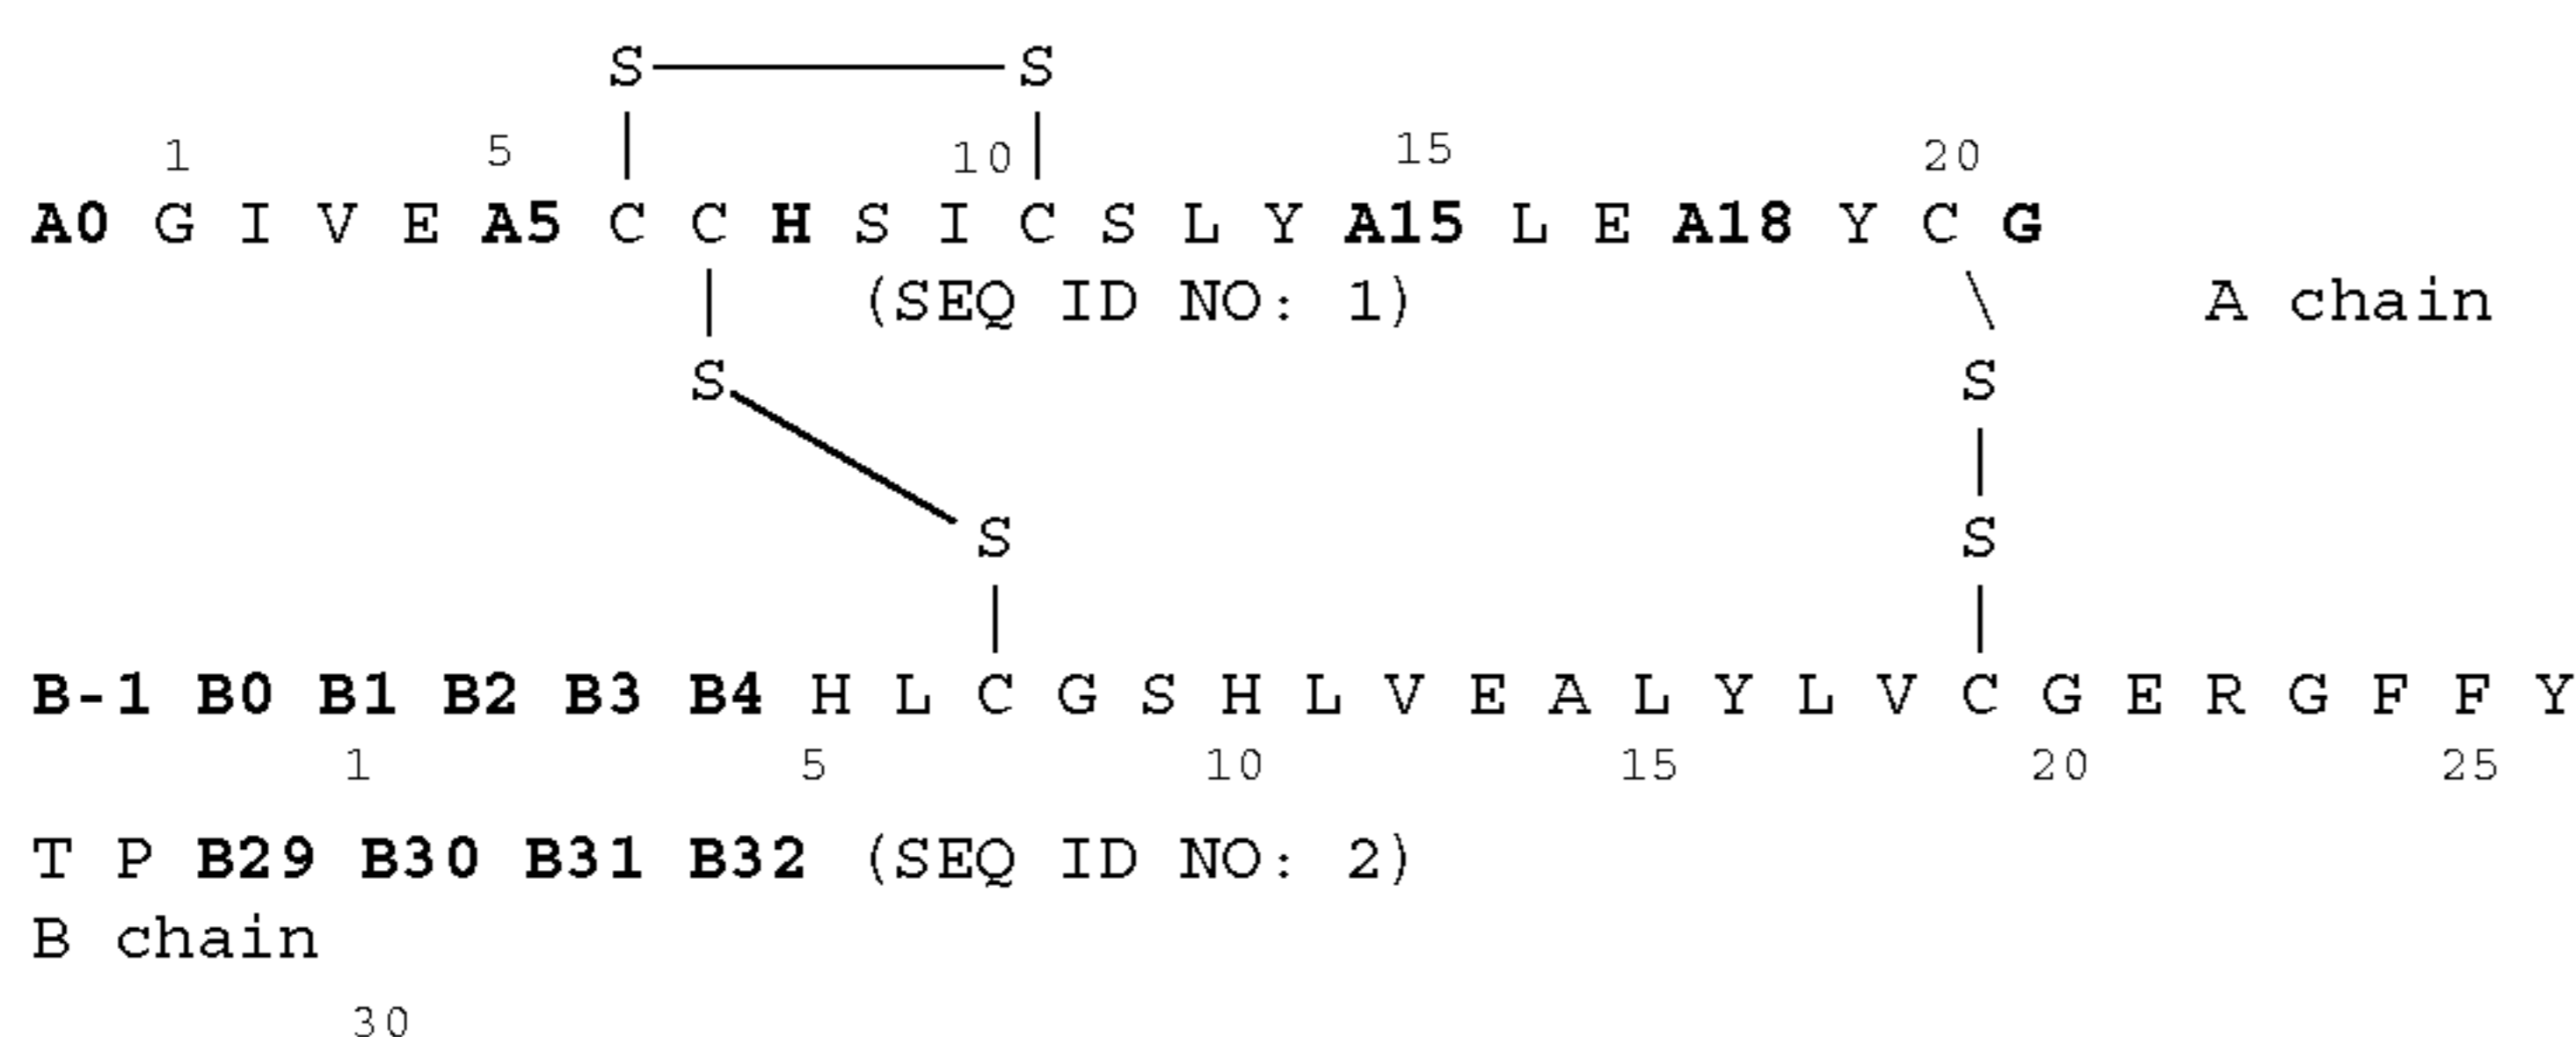 S S
1 5 10 15 20
A0 G I V E A5 C C H S I C S L Y A15 L E A18 Y C G
(SEQ ID NO: 1) A chain
S S
S S
B-1 B0 B1 B2 B3 B4 H L C G S H L V E A L Y L V C G E R G F F Y
1 5 10 15 20 25
T P B29 B30 B31 B32 (SEQ ID NO: 2)
B chain
30